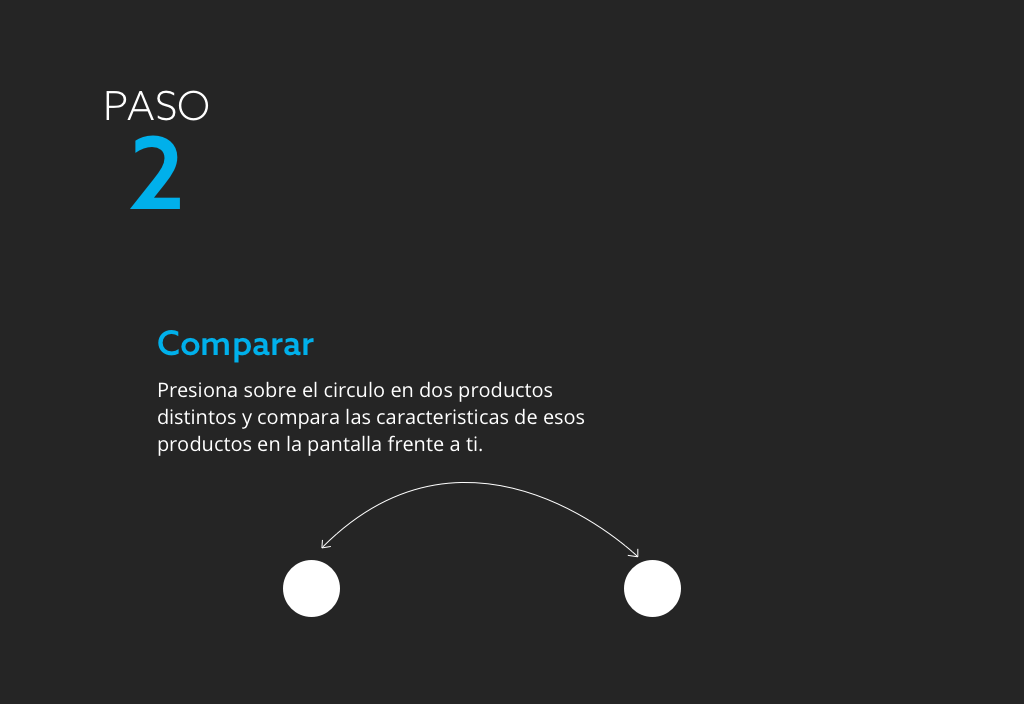 PASO
2
Comparar
Presiona sobre el circulo en dos productos
distintos y compara las caracteristicas de esos
productos en la pantalla frente a ti.